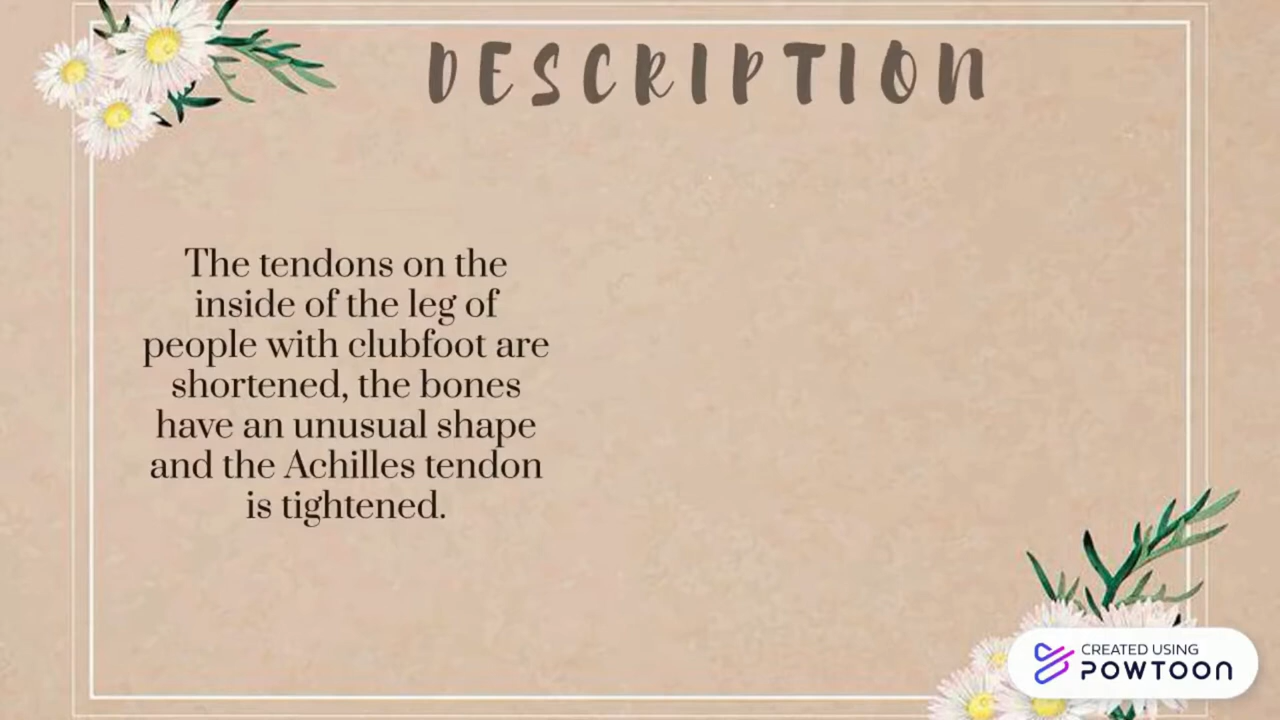 DESCRIPTION
The tendons on the
inside of the leg of
people with clubfoot are
shortened, the bones
have an unusual shape
and the Achilles tendon
is tightened.
CREATED USING
POWTOON